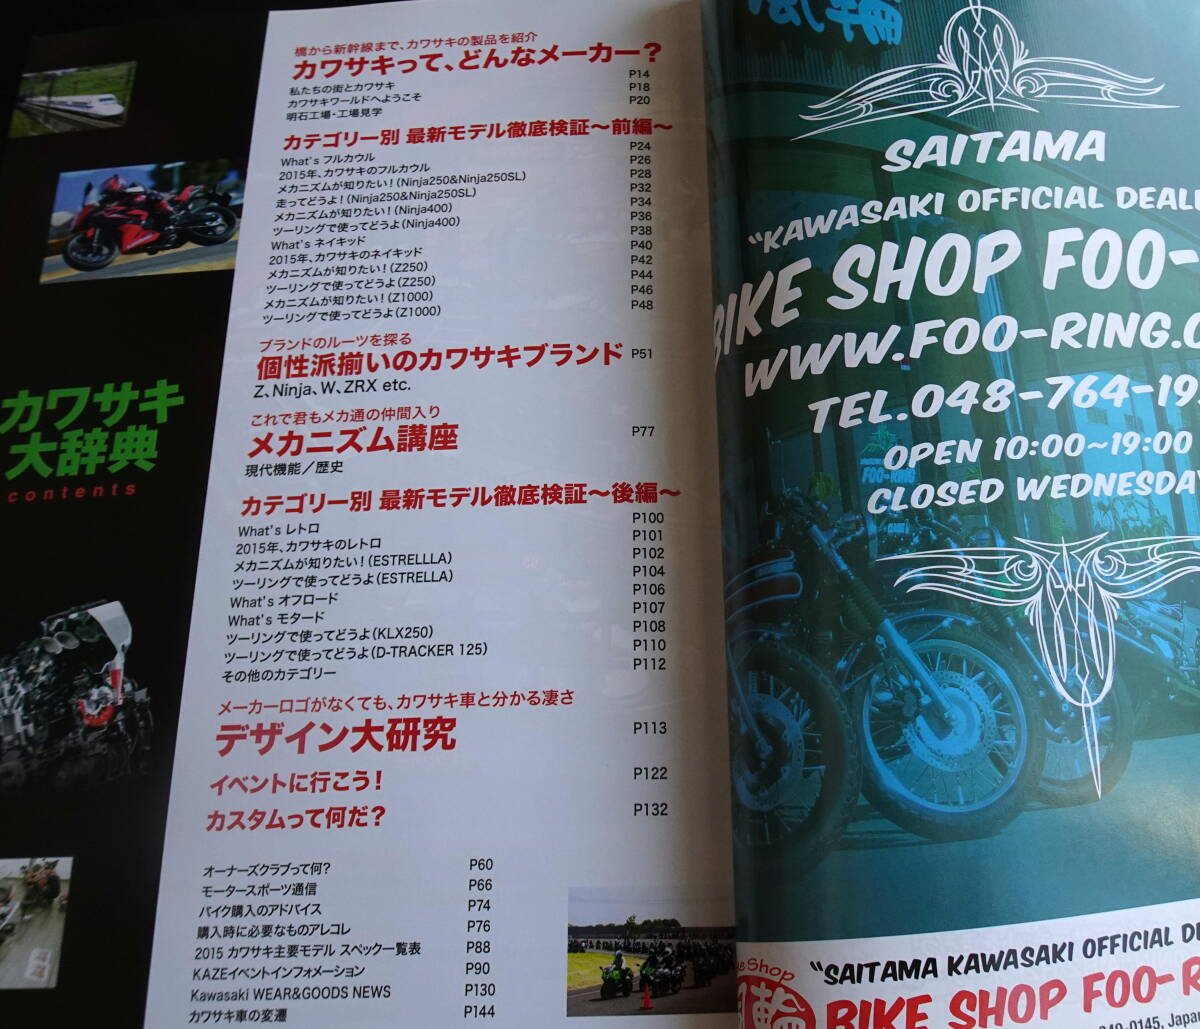 カワサキ
大辞典
contents
橋から新幹線まで、カワサキの製品を紹介
カワサキって、どんなメーカー？
私たちの街とカワサキ P14
カワサキワールドへようこそ P18
明石工場・工場見学 P20
カテゴリー別 最新モデル徹底検証〜前編〜
What's フルカウル P24
2015年、カワサキのフルカウル P26
メカニズムが知りたい！(Ninja250&Ninja250SL) P28
走ってどうよ！(Ninja250&Ninja250SL) P32
メカニズムが知りたい！(Ninja400) P34
ツーリングで使ってどうよ(Ninja400) P36
What's ネイキッド P38
2015年、カワサキのネイキッド P40
メカニズムが知りたい！(Z250) P42
ツーリングで使ってどうよ(Z250) P44
メカニズムが知りたい！(Z1000) P46
ツーリングで使ってどうよ(Z1000) P48
ブランドのルーツを探る
個性派揃いのカワサキブランド P51
Z、Ninja、W、ZRX etc.
これで君もメカ通の仲間入り
メカニズム講座 P77
現代機能／歴史
カテゴリー別 最新モデル徹底検証〜後編〜
What's レトロ P100
2015年、カワサキのレトロ P101
メカニズムが知りたい！(ESTRELLLA) P102
ツーリングで使ってどうよ(ESTRELLA) P104
What's オフロード P106
What's モタード P107
ツーリングで使ってどうよ(KLX250) P108
ツーリングで使ってどうよ(D-TRACKER 125) P110
その他のカテゴリー P112
メーカーロゴがなくても、カワサキ車と分かる凄さ
デザイン大研究 P113
イベントに行こう！ P122
カスタムって何だ？ P132
オーナーズクラブって何？ P60
モータースポーツ通信 P66
バイク購入のアドバイス P74
購入時に必要なものアレコレ P76
2015 カワサキ主要モデル スペック一覧表 P88
KAZEイベントインフォメーション P90
Kawasaki WEAR&GOODS NEWS P130
カワサキ車の変遷 P144
風輪
SAITAMA
"KAWASAKI OFFICIAL DEAL
BIKE SHOP FOO-
WWW.FOO-RING.
TEL.048-764-19
OPEN 10:00~19:00
CLOSED WEDNESDAY
FOO-RING
"SAITAMA KAWASAKI OFFICIAL DE
Shop
輪
BIKE SHOP FOO-R
0145, Japan